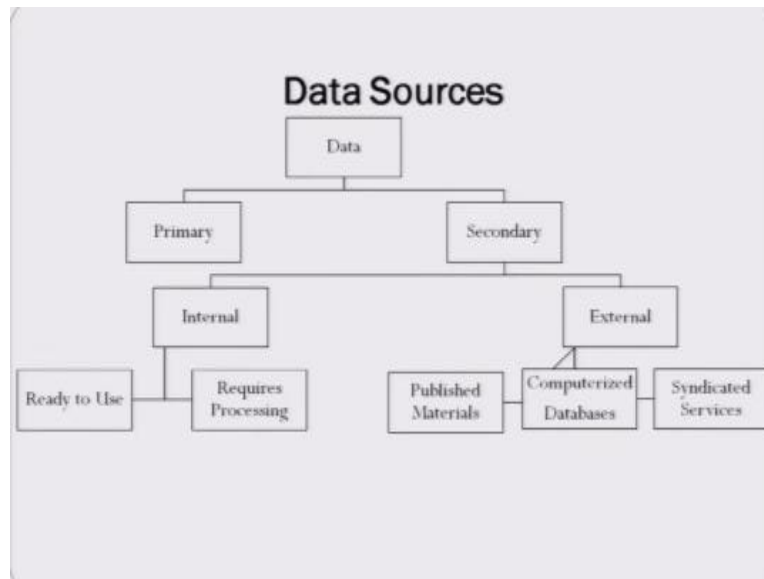 Data Sources
Data
Primary
Secondary
Internal
External
Ready to Use
Requires
Processing
Published
Materials
Computerized
Databases
Syndicated
Services